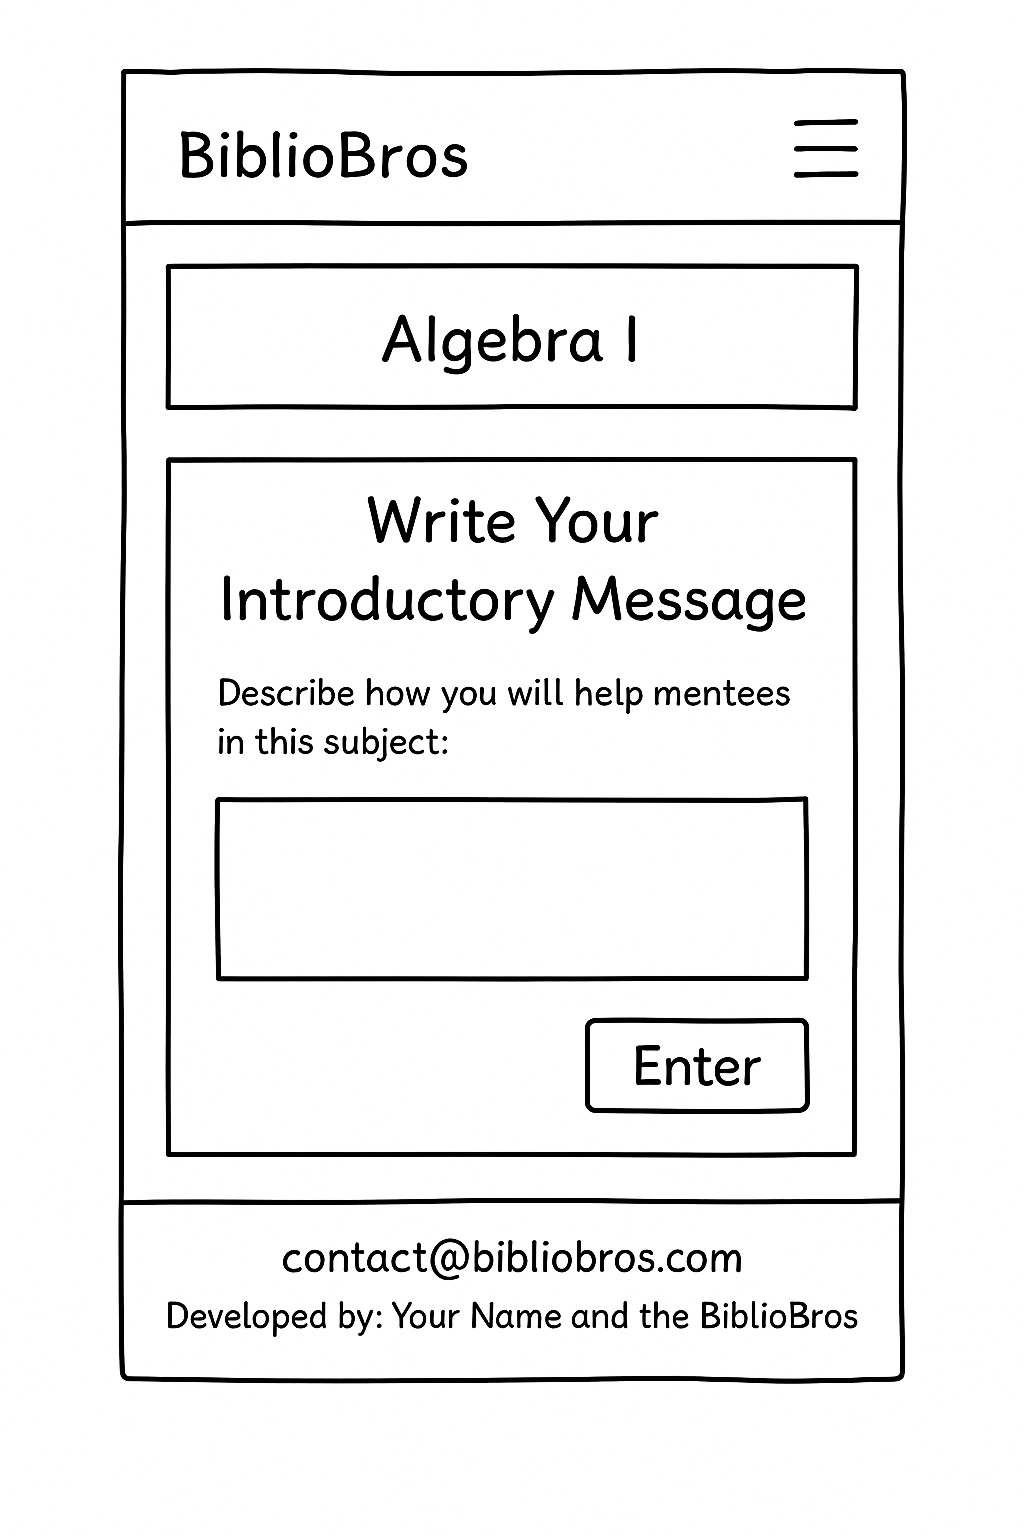 BiblioBros
Algebra I
Write Your
Introductory Message
Describe how you will help mentees
in this subject:
Enter
contact@bibliobros.com
Developed by: Your Name and the BiblioBros